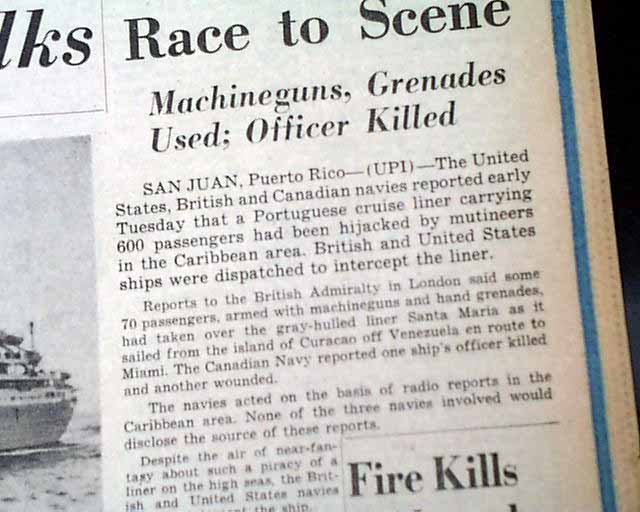 lks
Race to Scene
Machineguns, Grenades
Used; Officer Killed
SAN JUAN, Puerto Rico—(UPI)—The United
States, British and Canadian navies reported early
Tuesday that a Portuguese cruise liner carrying
600 passengers had been hijacked by mutineers
in the Caribbean area. British and United States
ships were dispatched to intercept the liner.
Reports to the British Admiralty in London said some
70 passengers, armed with machineguns and hand grenades,
had taken over the gray-hulled liner Santa Maria as it
sailed from the island of Curacao off Venezuela en route to
Miami. The Canadian Navy reported one ship's officer killed
and another wounded.
The navies acted on the basis of radio reports in the
Caribbean area. None of the three navies involved would
disclose the source of these reports.
Despite the air of near-fan-
tasy about such a piracy of a
liner on the high seas, the Brit-
ish and United States navies
the ship.
Fire Kills